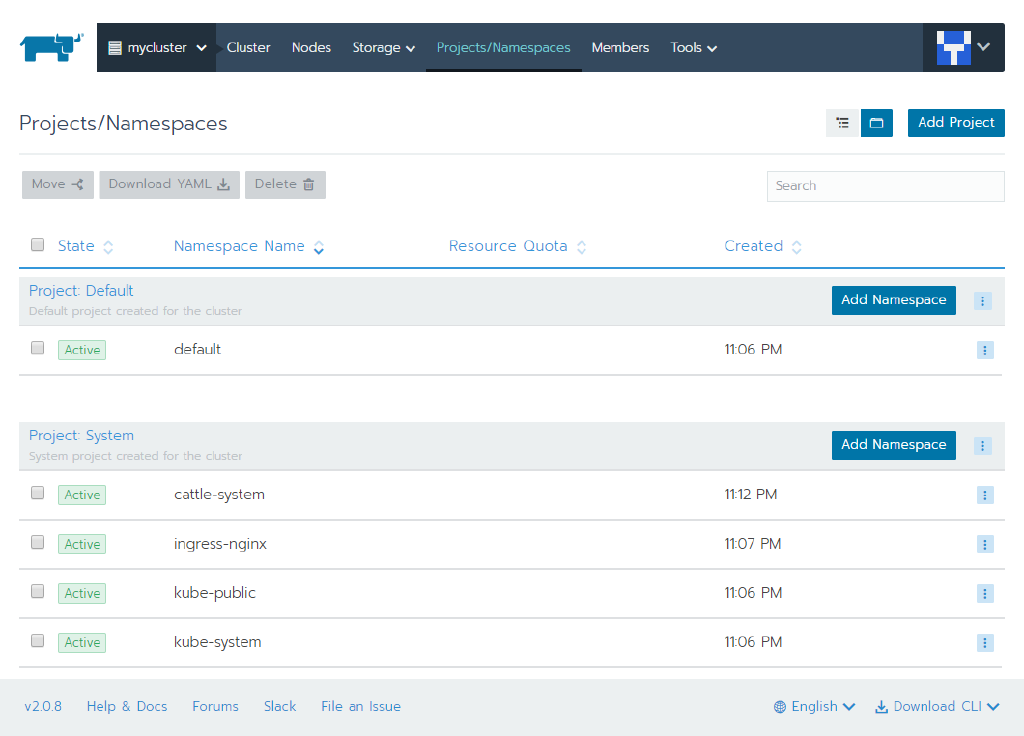 mycluster Cluster Nodes Storage Projects/Namespaces Members Tools
Projects/Namespaces Add Project
Move Download YAML Delete Search
State Namespace Name Resource Quota Created
Project: Default
Default project created for the cluster
Add Namespace
Active default 11:06 PM
Project: System
System project created for the cluster
Add Namespace
Active cattle-system 11:12 PM
Active ingress-nginx 11:07 PM
Active kube-public 11:06 PM
Active kube-system 11:06 PM
v2.0.8 Help & Docs Forums Slack File an Issue English Download CLI